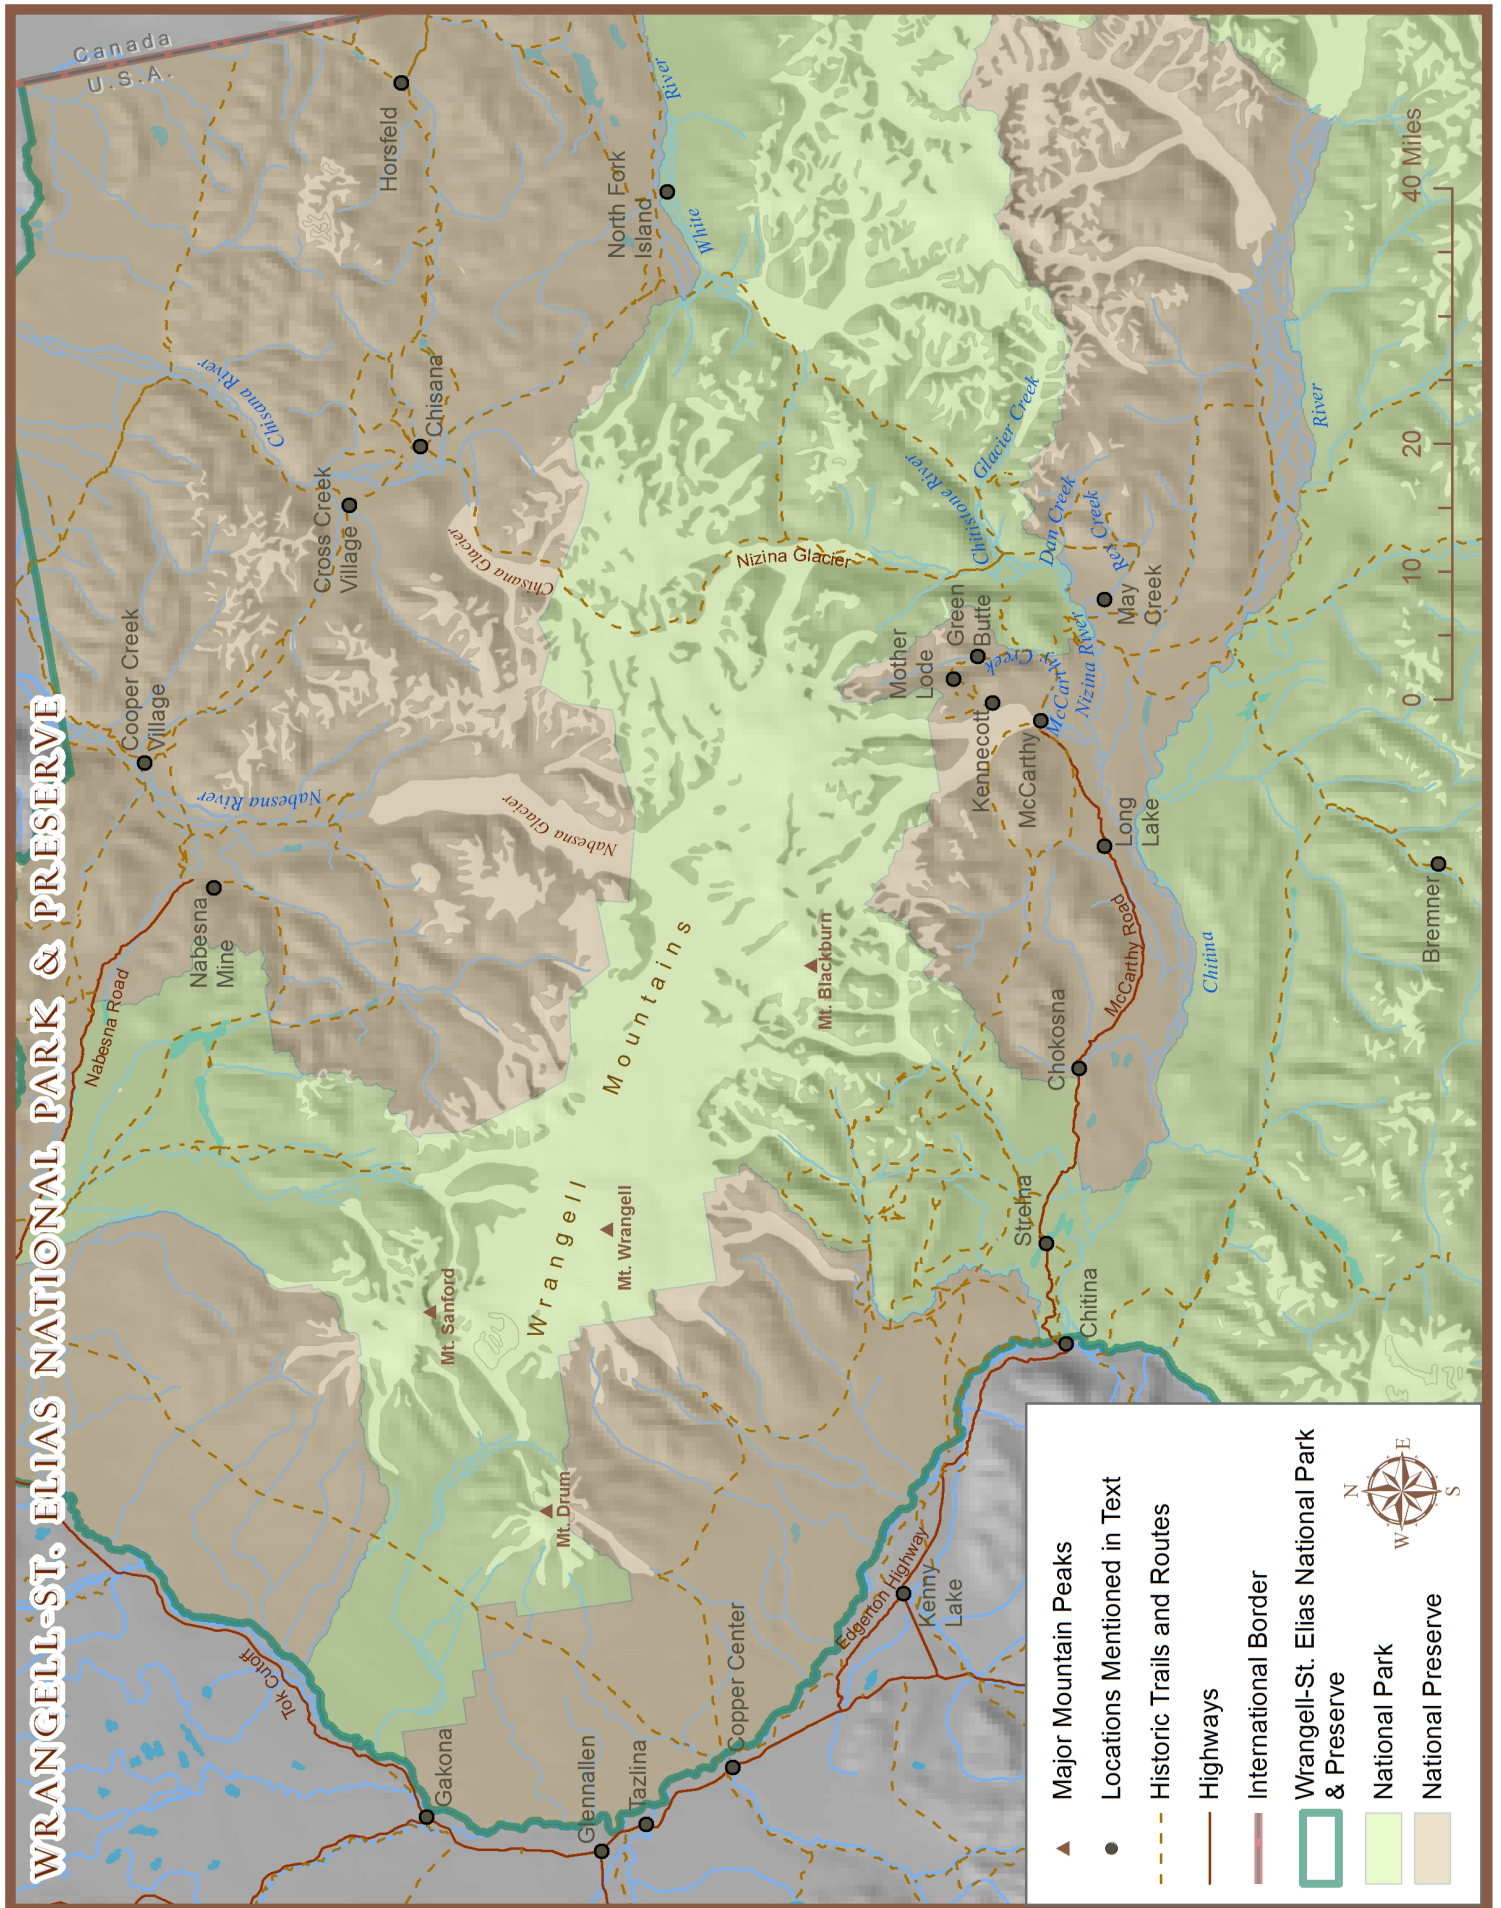 WRANGELL-ST. ELIAS NATIONAL PARK & PRESERVE
Canada
U.S.A.
Nabesna Road
Cooper Creek
Village
Nabesna
Mine
Nabesna River
Chisana River
Cross Creek
Village
Chisana
Horsfeld
North Fork
Island
White
River
Tok Cutoff
Chisana Glacier
Nabesna Glacier
Nizina Glacier
Wrangell
Mountains
Mt. Sanford
Mt. Drum
Mt. Wrangell
Mt. Blackburn
Gakona
Glennallen
Tazlina
Copper Center
Edgerton Highway
Kenny
Lake
Chitina
Strelna
Chokosna
McCarthy Road
Long
Lake
McCarthy
Kennecott
Mother
Lode
Green
Butte
McCarthy Creek
Nizina River
May
Creek
Rex Creek
Dan Creek
Chitistone River
Glacier Creek
Chitina
River
Bremner
0
10
20
40 Miles
Major Mountain Peaks
Locations Mentioned in Text
Historic Trails and Routes
Highways
International Border
Wrangell-St. Elias National Park
& Preserve
National Park
National Preserve
N
W
E
S